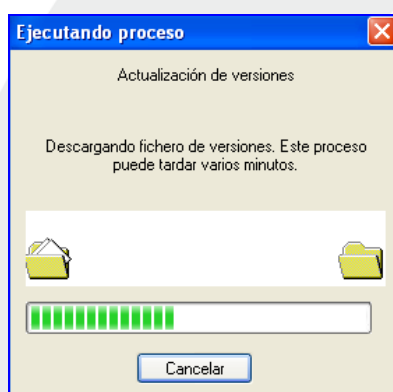 Ejecutando proceso
Actualización de versiones
Descargando fichero de versiones. Este proceso
puede tardar varios minutos.
Cancelar